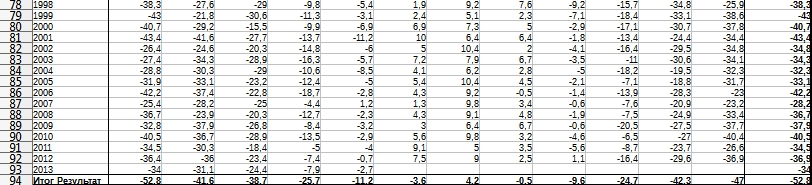 78 1998 -38,3 -27,6 -29 -9,8 -5,4 1,9 9,2 7,6 -9,2 -15,7 -34,8 -25,9 -38,3
79 1999 -43 -21,8 -30,6 -11,3 -3,1 2,4 5,1 2,3 -7,1 -18,4 -33,1 -38,6 -43
80 2000 -40,7 -29,2 -15,5 -9,9 -6,9 6,9 7,3 5 -2,9 -17,1 -30,7 -37,8 -40,7
81 2001 -43,4 -41,6 -27,7 -13,7 -11,2 10 6,4 6,4 -1,8 -13,4 -24,4 -34,4 -43,4
82 2002 -26,4 -24,6 -20,3 -14,8 -6 5 10,4 2 -4,1 -16,4 -29,5 -34,8 -34,8
83 2003 -27,4 -34,3 -28,9 -16,3 -5,7 7,2 7,9 6,7 -3,5 -11 -30,6 -34,1 -34,3
84 2004 -28,8 -30,3 -29 -10,6 -8,5 4,1 6,2 2,8 -5 -18,2 -19,5 -32,3 -32,3
85 2005 -31,9 -33,1 -23,2 -12,4 -5 5,4 10,4 4,5 -2,1 -7,1 -18,7 -31,7 -33,1
86 2006 -42,2 -37,4 -22,8 -18,7 -2,8 4,3 9,2 -0,5 -1,4 -13,9 -28,3 -23 -42,2
87 2007 -25,4 -28,2 -25 -4,4 1,2 1,3 9,8 3,4 -0,6 -7,6 -20,9 -23,2 -28,2
88 2008 -36,7 -23,9 -20,3 -12,7 -2,3 4,3 9,1 4,8 -1,9 -7,5 -24,9 -33,4 -36,7
89 2009 -32,8 -37,9 -26,8 -8,4 -3,2 3 6,4 6,7 -0,6 -20,5 -27,5 -37,7 -37,9
90 2010 -40,5 -36,7 -28,9 -13,5 -2,9 5,6 9,8 3,2 -4,6 -6,5 -40,4 -20,5
91 2011 -34,5 -30,3 -18,4 -5 -4 9,1 5 3,5 -5,6 -8,7 -23,7 -26,6 -34,5
92 2012 -36,4 -36 -23,4 -7,4 -0,7 7,5 9 2,5 1,1 -16,4 -29,6 -36,9 -36,9
93 2013 -34 -31,1 -24,4 -7,9 -2,7 -34
94 Итог Результат -52,8 -41,6 -38,7 -25,7 -11,2 -3,6 4,2 -0,5 -9,6 -24,7 -42,3 -47 -52,8